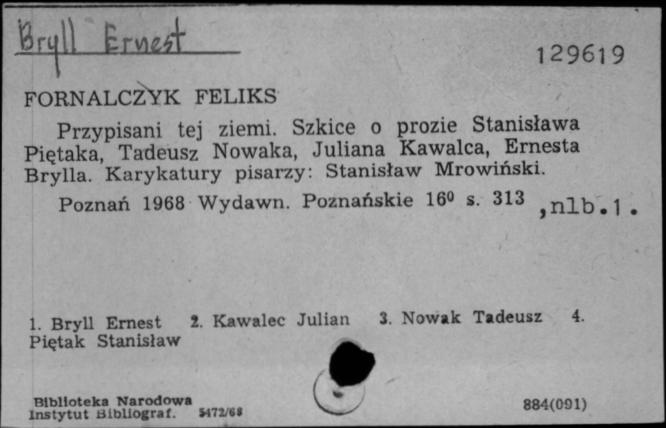 Bryll Ernest
129619
FORNALCZYK FELIKS
Przypisani tej ziemi. Szkice o prozie Stanisława
Piętaka, Tadeusz Nowaka, Juliana Kawalca, Ernesta
Brylla. Karykatury pisarzy: Stanisław Mrowiński.
Poznań 1968 Wydawn. Poznańskie 16⁰ s. 313 ,nlb.1.
1. Bryll Ernest 2. Kawalec Julian 3. Nowak Tadeusz 4.
Piętak Stanisław
Biblioteka Narodowa
Instytut Bibliograf. 5472/68
884(091)